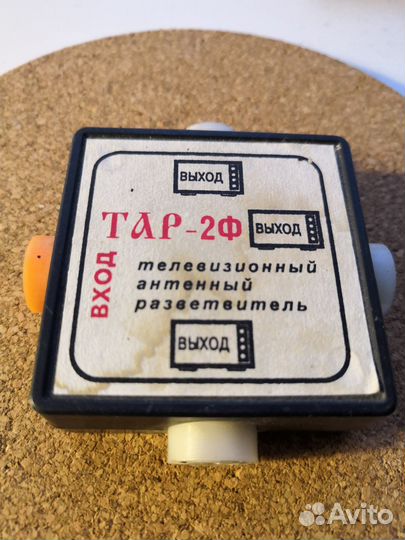 ВЫХОД
ТАР-2Ф
ВЫХОД
ВХОД
телевизионный
антенный
разветвитель
ВЫХОД
Avito